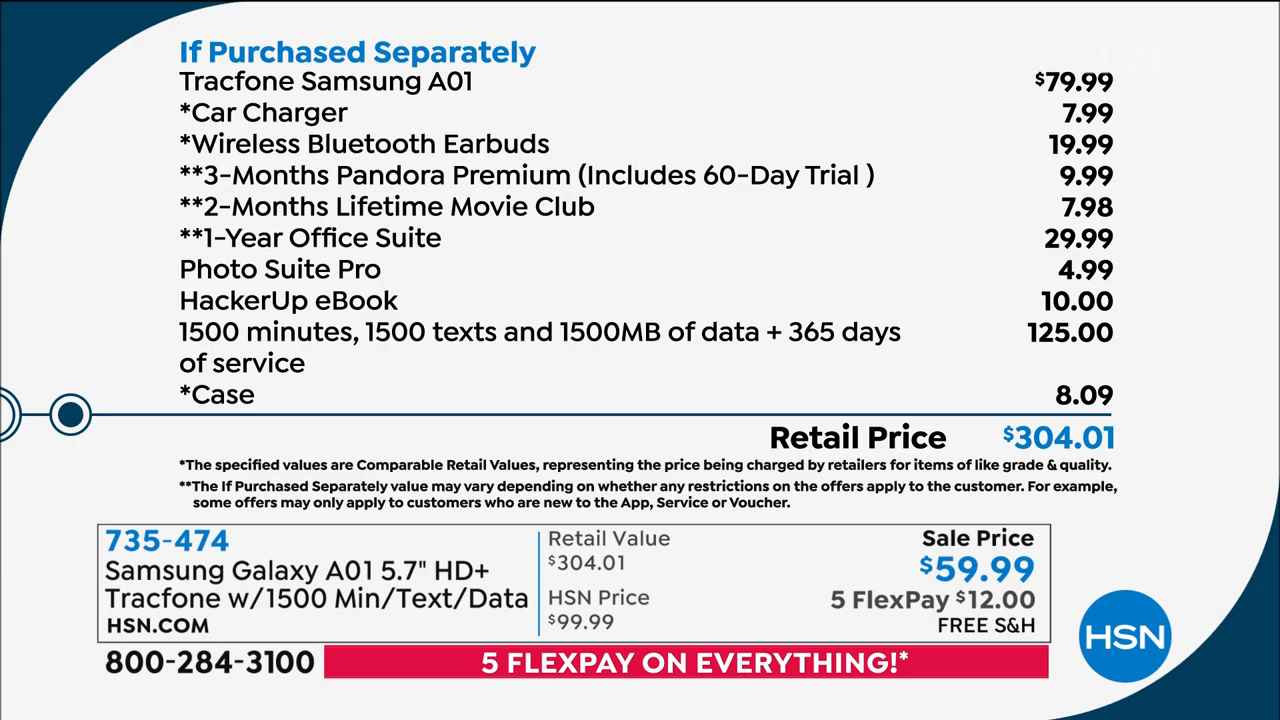 LIVE
If Purchased Separately
Tracfone Samsung A01 $79.99
*Car Charger 7.99
*Wireless Bluetooth Earbuds 19.99
**3-Months Pandora Premium (Includes 60-Day Trial ) 9.99
**2-Months Lifetime Movie Club 7.98
**1-Year Office Suite 29.99
Photo Suite Pro 4.99
HackerUp eBook 10.00
1500 minutes, 1500 texts and 1500MB of data + 365 days 125.00
of service
*Case 8.09
Retail Price $304.01
*The specified values are Comparable Retail Values, representing the price being charged by retailers for items of like grade & quality.
**The If Purchased Separately value may vary depending on whether any restrictions on the offers apply to the customer. For example,
some offers may only apply to customers who are new to the App, Service or Voucher.
735-474
Samsung Galaxy A01 5.7" HD+
Tracfone w/1500 Min/Text/Data
HSN.COM
Retail Value
$304.01
HSN Price
$99.99
Sale Price
$59.99
5 FlexPay $12.00
FREE S&H
HSN
800-284-3100
5 FLEXPAY ON EVERYTHING!*